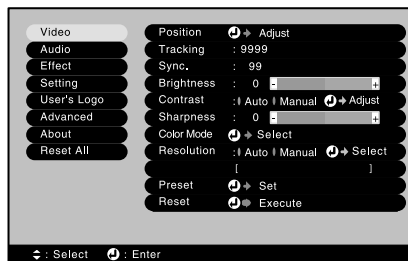 Video
Audio
Effect
Setting
User's Logo
Advanced
About
Reset All
Position Adjust
Tracking : 9999
Sync. : 99
Brightness : 0 - +
Contrast : Auto Manual Adjust
Sharpness : 0 - +
Color Mode Select
Resolution : Auto Manual Select
[ ]
Preset Set
Reset Execute
: Select : Enter